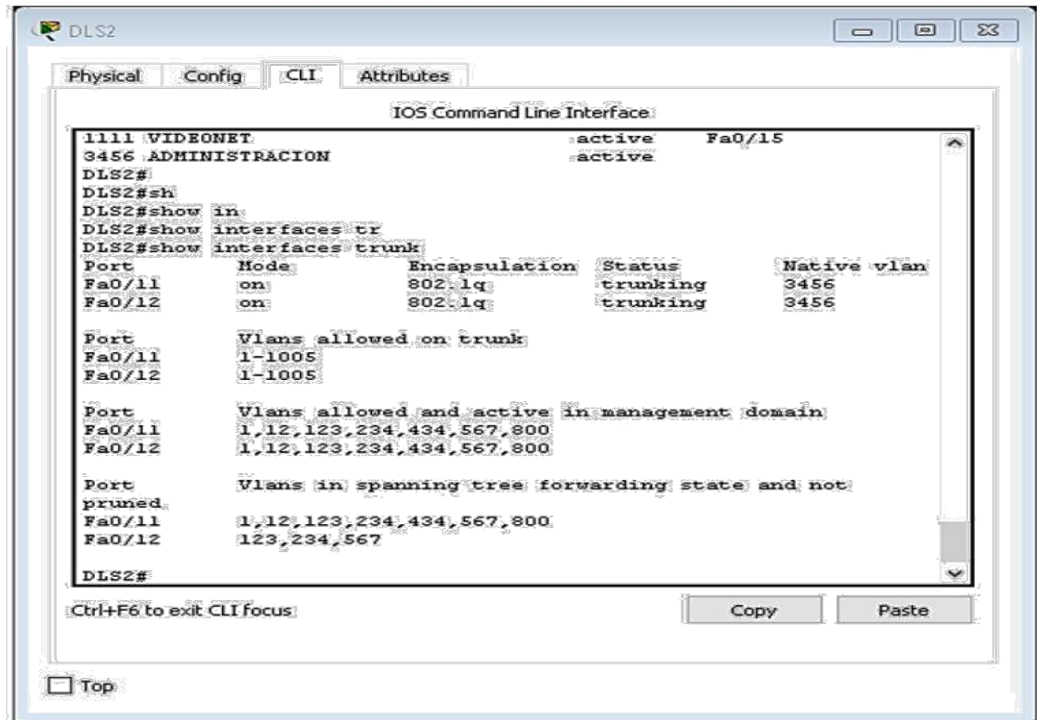 DLS2
Physical Config CLI Attributes
IOS Command Line Interface
1111 VIDEONET active Fa0/15
3456 ADMINISTRACION active
DLS2#
DLS2#sh
DLS2#show in
DLS2#show interfaces tr
DLS2#show interfaces trunk
Port Mode Encapsulation Status Native vlan
Fa0/11 on 802.1q trunking 3456
Fa0/12 on 802.1q trunking 3456
Port Vlans allowed on trunk
Fa0/11 1-1005
Fa0/12 1-1005
Port Vlans allowed and active in management domain
Fa0/11 1,12,123,234,434,567,800
Fa0/12 1,12,123,234,434,567,800
Port Vlans in spanning tree forwarding state and not
pruned
Fa0/11 1,12,123,234,434,567,800
Fa0/12 123,234,567
DLS2#
Ctrl+F6 to exit CLI focus
Copy Paste
Top